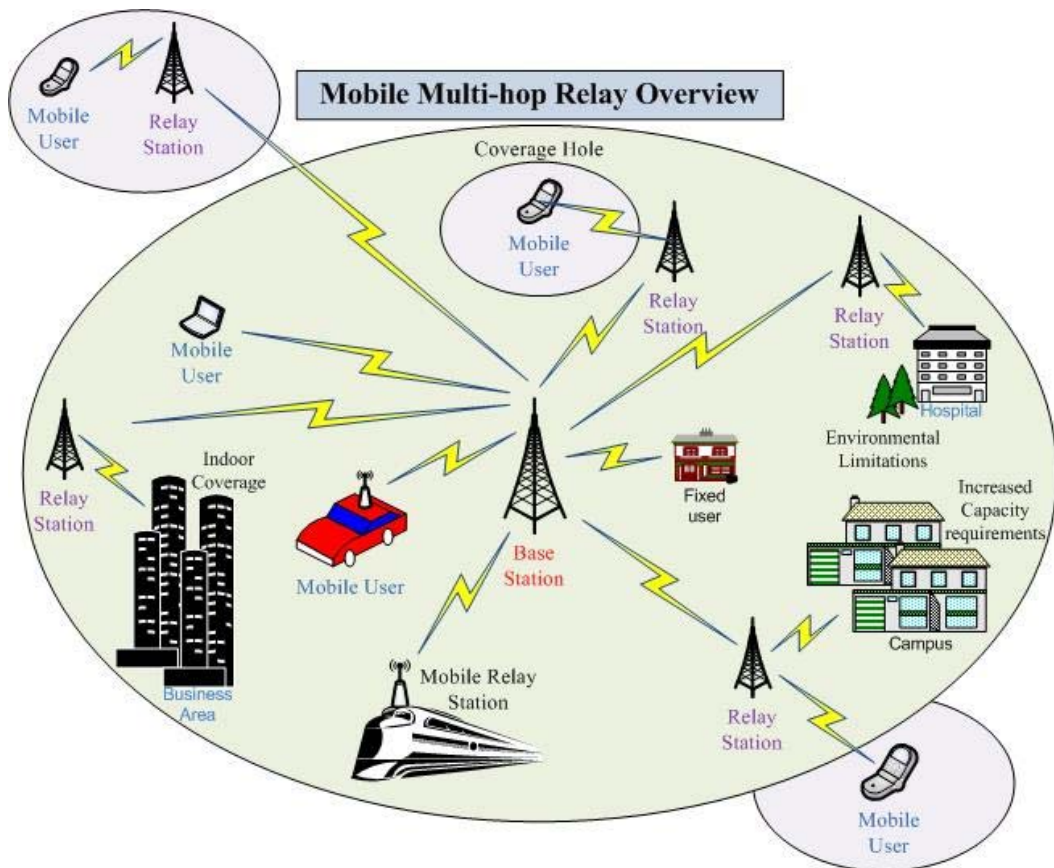 Mobile Multi-hop Relay Overview
Mobile
User
Relay
Station
Coverage Hole
Mobile
User
Relay
Station
Relay
Station
Mobile
User
Hospital
Environmental
Limitations
Relay
Station
Indoor
Coverage
Fixed
user
Increased
Capacity
requirements
Mobile User
Base
Station
Campus
Mobile Relay
Station
Business
Area
Relay
Station
Mobile
User